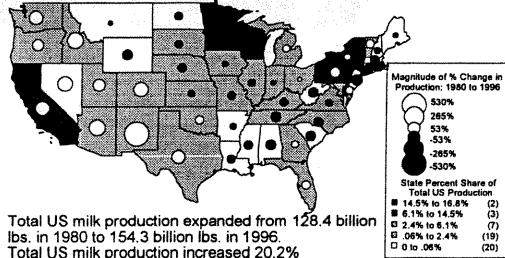 Magnitude of % Change in
Production: 1980 to 1996
530%
265%
53%
-53%
-265%
-530%
State Percent Share of
Total US Production
14.5% to 16.8% (2)
6.1% to 14.5% (3)
2.4% to 6.1% (7)
.06% to 2.4% (19)
0 to .06% (20)
Total US milk production expanded from 128.4 billion
lbs. in 1980 to 154.3 billion lbs. in 1996.
Total US milk production increased 20.2%